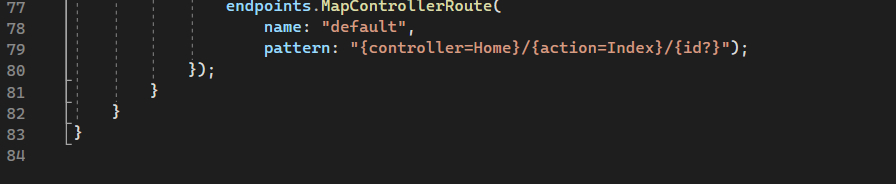 77 endpoints.MapControllerRoute(
78 name: "default",
79 pattern: "{controller=Home}/{action=Index}/{id?}");
80 });
81 }
82 }
83 }
84